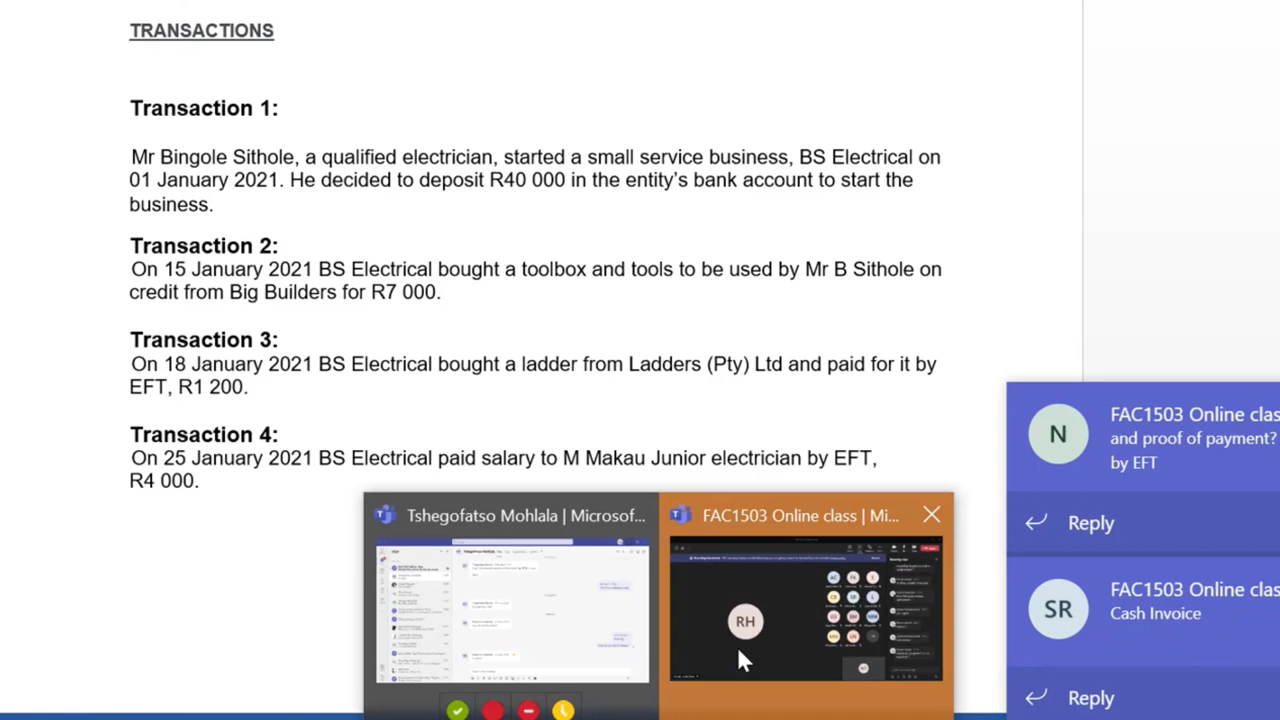 TRANSACTIONS
Transaction 1:
Mr Bingole Sithole, a qualified electrician, started a small service business, BS Electrical on
01 January 2021. He decided to deposit R40 000 in the entity's bank account to start the
business.
Transaction 2:
On 15 January 2021 BS Electrical bought a toolbox and tools to be used by Mr B Sithole on
credit from Big Builders for R7 000.
Transaction 3:
On 18 January 2021 BS Electrical bought a ladder from Ladders (Pty) Ltd and paid for it by
EFT, R1 200.
Transaction 4:
On 25 January 2021 BS Electrical paid salary to M Makau Junior electrician by EFT,
R4 000.
Tshegofatso Mohlala | Microsof...
FAC1503 Online class | Mi...
RH
N
FAC1503 Online clas
and proof of payment?
by EFT
Reply
SR
FAC1503 Online clas
Cash Invoice
Reply